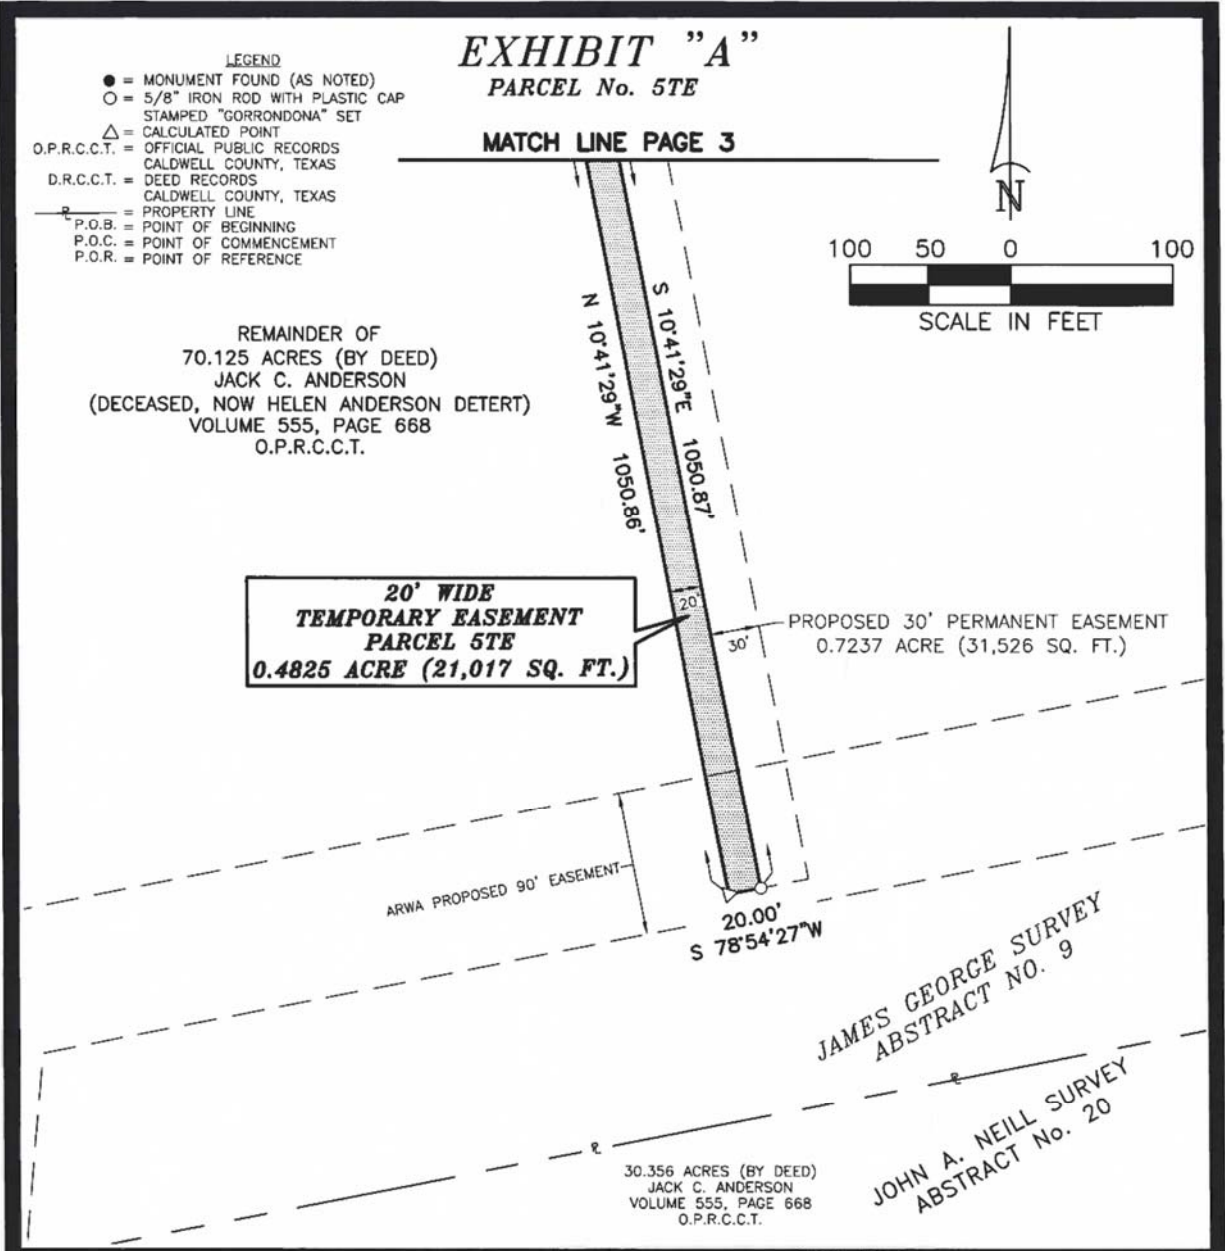 EXHIBIT "A"
PARCEL No. 5TE
LEGEND
● = MONUMENT FOUND (AS NOTED)
○ = 5/8" IRON ROD WITH PLASTIC CAP
STAMPED "GORRONDONA" SET
△ = CALCULATED POINT
O.P.R.C.C.T. = OFFICIAL PUBLIC RECORDS
CALDWELL COUNTY, TEXAS
D.R.C.C.T. = DEED RECORDS
CALDWELL COUNTY, TEXAS
℄ = PROPERTY LINE
P.O.B. = POINT OF BEGINNING
P.O.C. = POINT OF COMMENCEMENT
P.O.R. = POINT OF REFERENCE
MATCH LINE PAGE 3
N
100 50 0 100
SCALE IN FEET
REMAINDER OF
70.125 ACRES (BY DEED)
JACK C. ANDERSON
(DECEASED, NOW HELEN ANDERSON DETERT)
VOLUME 555, PAGE 668
O.P.R.C.C.T.
N 10°41'29"W 1050.86'
S 10°41'29"E 1050.87'
20' WIDE
TEMPORARY EASEMENT
PARCEL 5TE
0.4825 ACRE (21,017 SQ. FT.)
20'
30'
PROPOSED 30' PERMANENT EASEMENT
0.7237 ACRE (31,526 SQ. FT.)
ARWA PROPOSED 90' EASEMENT
20.00'
S 78°54'27"W
JAMES GEORGE SURVEY
ABSTRACT NO. 9
JOHN A. NEILL SURVEY
ABSTRACT No. 20
30.356 ACRES (BY DEED)
JACK C. ANDERSON
VOLUME 555, PAGE 668
O.P.R.C.C.T.